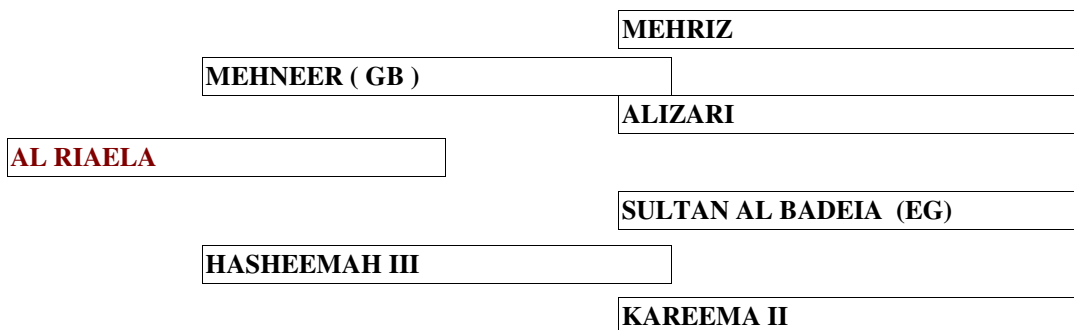 MEHRIZ
MEHNEER ( GB )
ALIZARI
AL RIAELA
SULTAN AL BADEIA (EG)
HASHEEMAH III
KAREEMA II